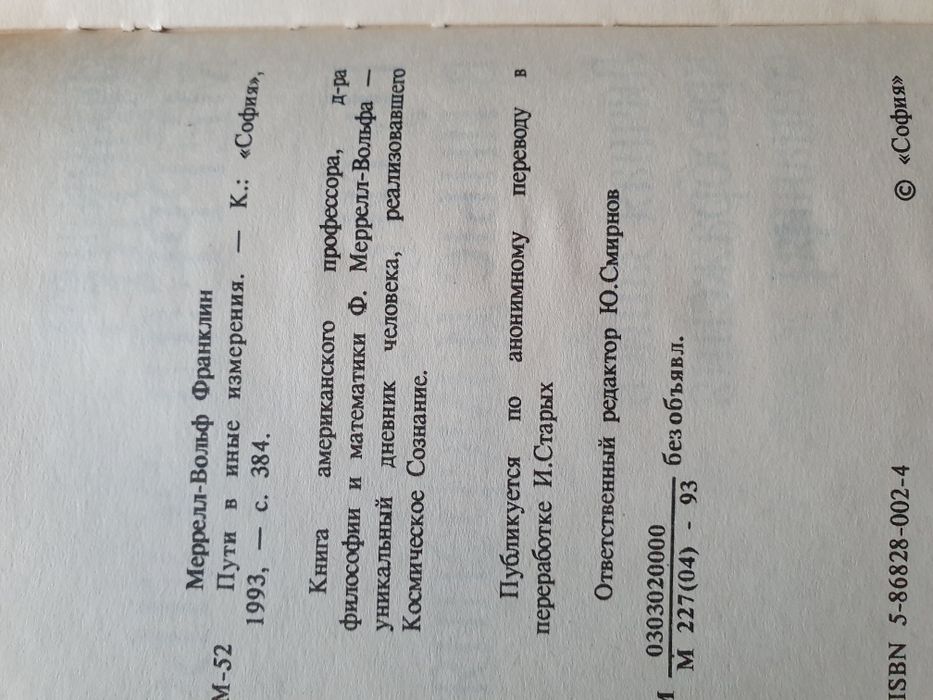 М-52
Меррелл-Вольф Франклин
Пути в иные измерения. — К.: «София»,
1993, — с. 384.
Книга американского профессора, д-ра
философии и математики Ф. Меррелл-Вольфа —
уникальный дневник человека, реализовавшего
Космическое Сознание.
Публикуется по анонимному переводу в
переработке И.Старых
Ответственный редактор Ю.Смирнов
М 0303020000 без объявл.
М 227(04) - 93
ISBN 5-86828-002-4 © «София»